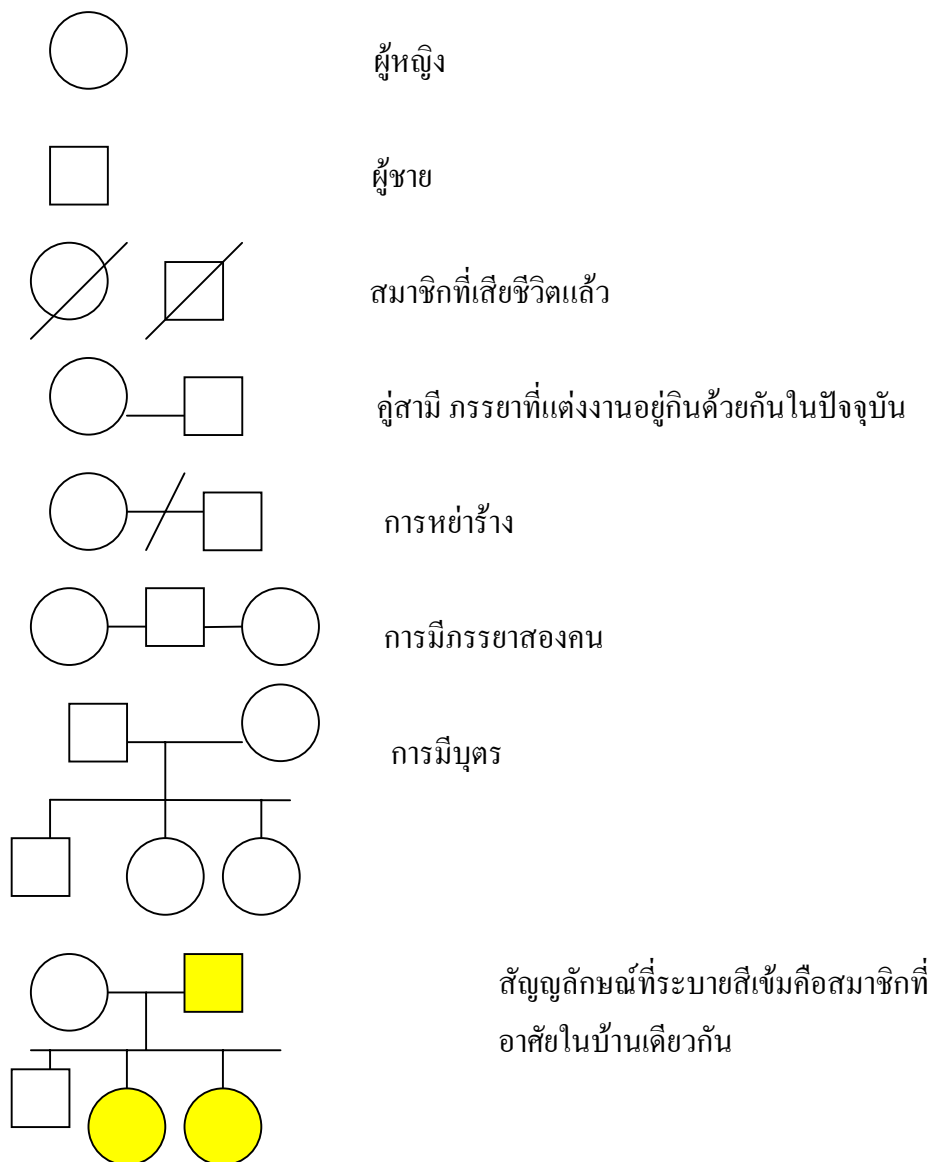 ผู้หญิง
ผู้ชาย
สมาชิกที่เสียชีวิตแล้ว
คู่สามี ภรรยาที่แต่งงานอยู่กินด้วยกันในปัจจุบัน
การหย่าร้าง
การมีภรรยาสองคน
การมีบุตร
สัญญลักษณ์ที่ระบายสีเข้มคือสมาชิกที่
อาศัยในบ้านเดียวกัน